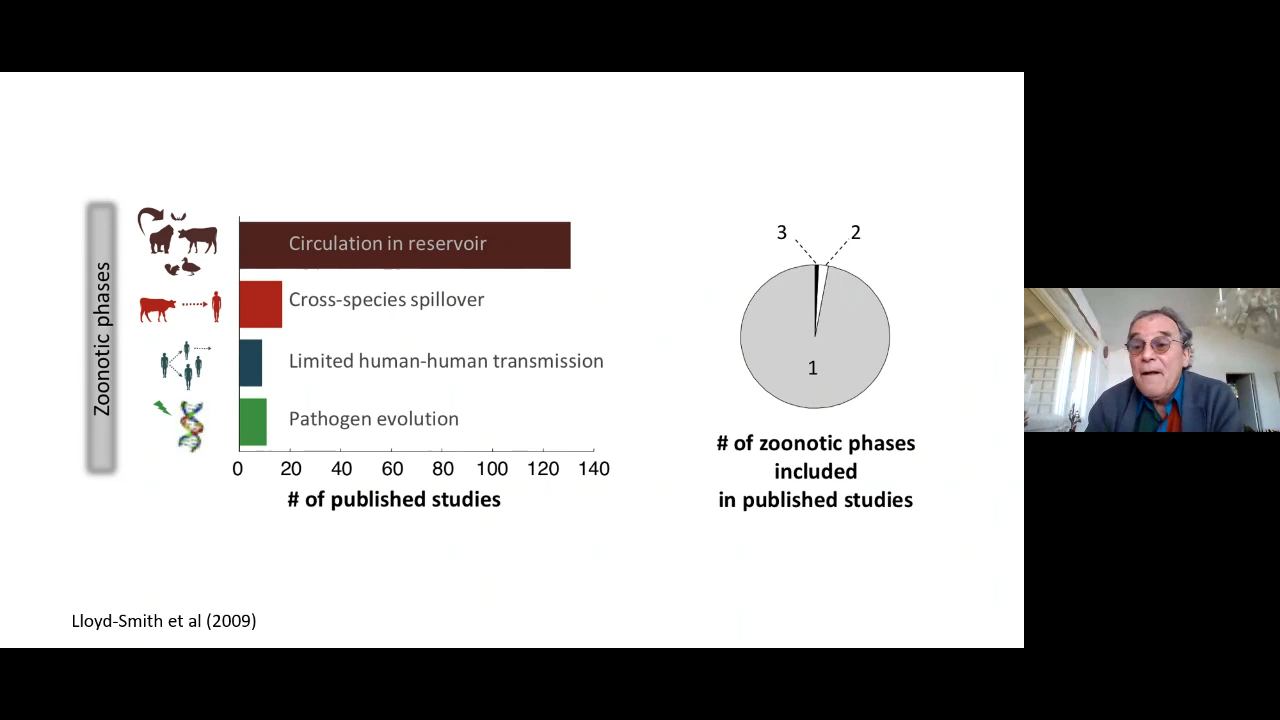 Zoonotic phases
Circulation in reservoir
Cross-species spillover
Limited human-human transmission
Pathogen evolution
0 20 40 60 80 100 120 140
# of published studies
3 2
1
# of zoonotic phases
included
in published studies
Lloyd-Smith et al (2009)